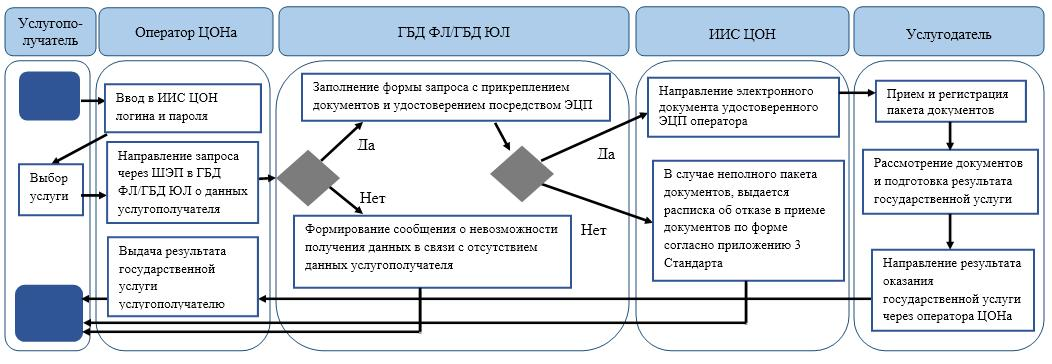 Услугопо-
лучатель
Оператор ЦОНа
ГБД ФЛ/ГБД ЮЛ
ИИС ЦОН
Услугодатель
Ввод в ИИС ЦОН
логина и пароля
Выбор
услуги
Направление запроса
через ШЭП в ГБД
ФЛ/ГБД ЮЛ о данных
услугополучателя
Выдача результата
государственной
услуги
услугополучателю
Заполнение формы запроса с прикреплением
документов и удостоверением посредством ЭЦП
Да
Нет
Формирование сообщения о невозможности
получения данных в связи с отсутствием
данных услугополучателя
Да
Нет
Направление электронного
документа удостоверенного
ЭЦП оператора
В случае неполного пакета
документов, выдается
расписка об отказе в приеме
документов по форме
согласно приложению 3
Стандарта
Прием и регистрация
пакета документов
Рассмотрение документов
и подготовка результата
государственной услуги
Направление результата
оказания
государственной услуги
через оператора ЦОНа